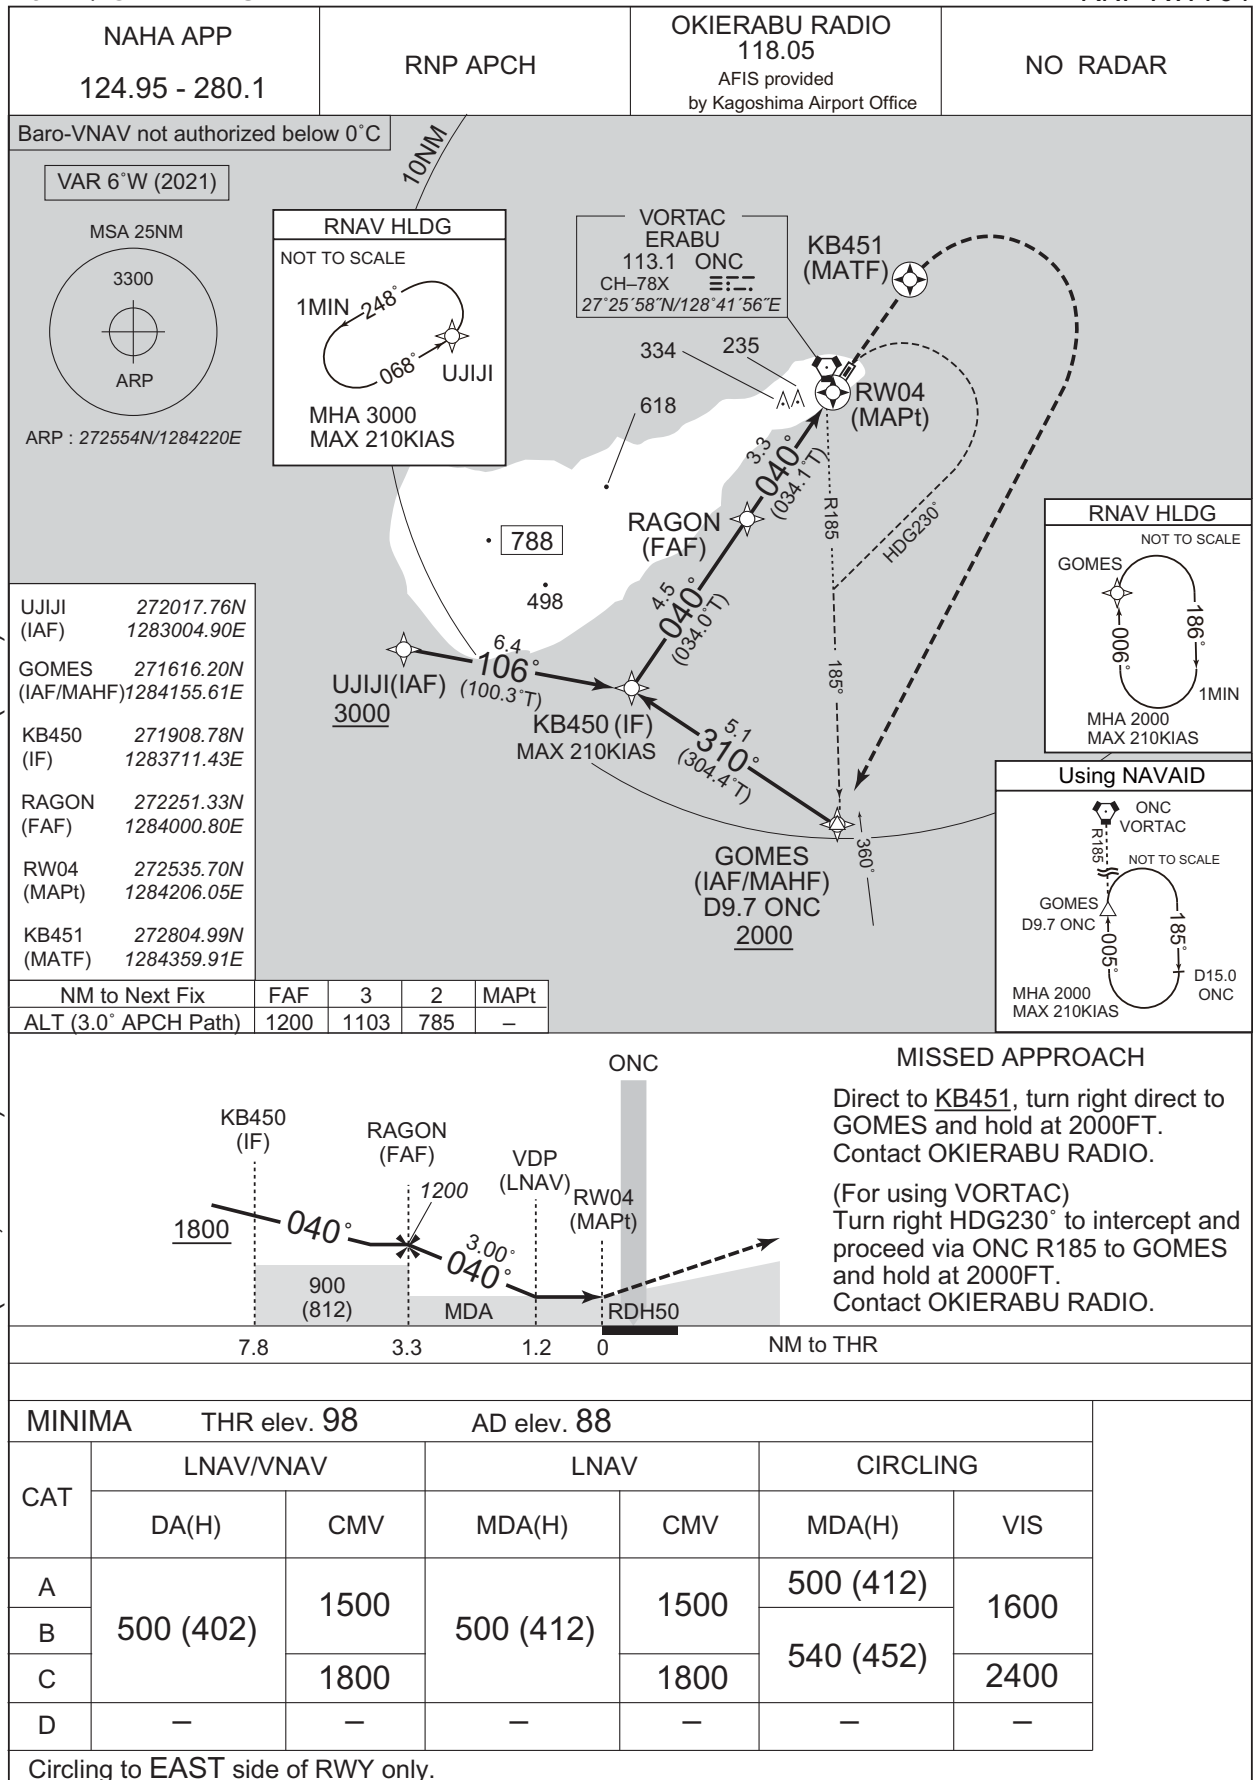 NAHA APP
124.95 - 280.1
RNP APCH
OKIERABU RADIO
118.05
AFIS provided
by Kagoshima Airport Office
NO RADAR
Baro-VNAV not authorized below 0˚C
VAR 6˚W (2021)
MSA 25NM
3300
ARP
ARP : 272554N/1284220E
10NM
RNAV HLDG
NOT TO SCALE
1MIN
248˚
068˚
UJIJI
MHA 3000
MAX 210KIAS
VORTAC
ERABU
113.1 ONC
CH–78X
27˚25´58˝N/128˚41´56˝E
KB451
(MATF)
334
235
618
RW04
(MAPt)
3.3
040˚
(034.1˚T)
RAGON
(FAF)
R185
HDG230˚
788
498
4.5
040˚
(034.0˚T)
6.4
106˚
(100.3˚T)
UJIJI(IAF)
3000
KB450 (IF)
MAX 210KIAS
5.1
310˚
(304.4˚T)
185˚
GOMES
(IAF/MAHF)
D9.7 ONC
2000
360˚
RNAV HLDG
NOT TO SCALE
GOMES
186˚
006˚
1MIN
MHA 2000
MAX 210KIAS
Using NAVAID
ONC
VORTAC
R185
NOT TO SCALE
GOMES
D9.7 ONC
185˚
005˚
D15.0
ONC
MHA 2000
MAX 210KIAS
UJIJI 272017.76N
(IAF) 1283004.90E
GOMES 271616.20N
(IAF/MAHF) 1284155.61E
KB450 271908.78N
(IF) 1283711.43E
RAGON 272251.33N
(FAF) 1284000.80E
RW04 272535.70N
(MAPt) 1284206.05E
KB451 272804.99N
(MATF) 1284359.91E
NM to Next Fix FAF 3 2 MAPt
ALT (3.0˚ APCH Path) 1200 1103 785 –
ONC
KB450
(IF)
RAGON
(FAF)
VDP
(LNAV)
RW04
(MAPt)
1200
1800
040˚
3.00˚
040˚
900
(812)
MDA
RDH50
7.8 3.3 1.2 0 NM to THR
MISSED APPROACH
Direct to KB451, turn right direct to
GOMES and hold at 2000FT.
Contact OKIERABU RADIO.
(For using VORTAC)
Turn right HDG230˚ to intercept and
proceed via ONC R185 to GOMES
and hold at 2000FT.
Contact OKIERABU RADIO.
MINIMA THR elev. 98 AD elev. 88
CAT LNAV/VNAV LNAV CIRCLING
DA(H) CMV MDA(H) CMV MDA(H) VIS
A 500 (402) 1500 500 (412) 1500 500 (412) 1600
B 540 (452)
C 1800 1800 2400
D – – – – – –
Circling to EAST side of RWY only.